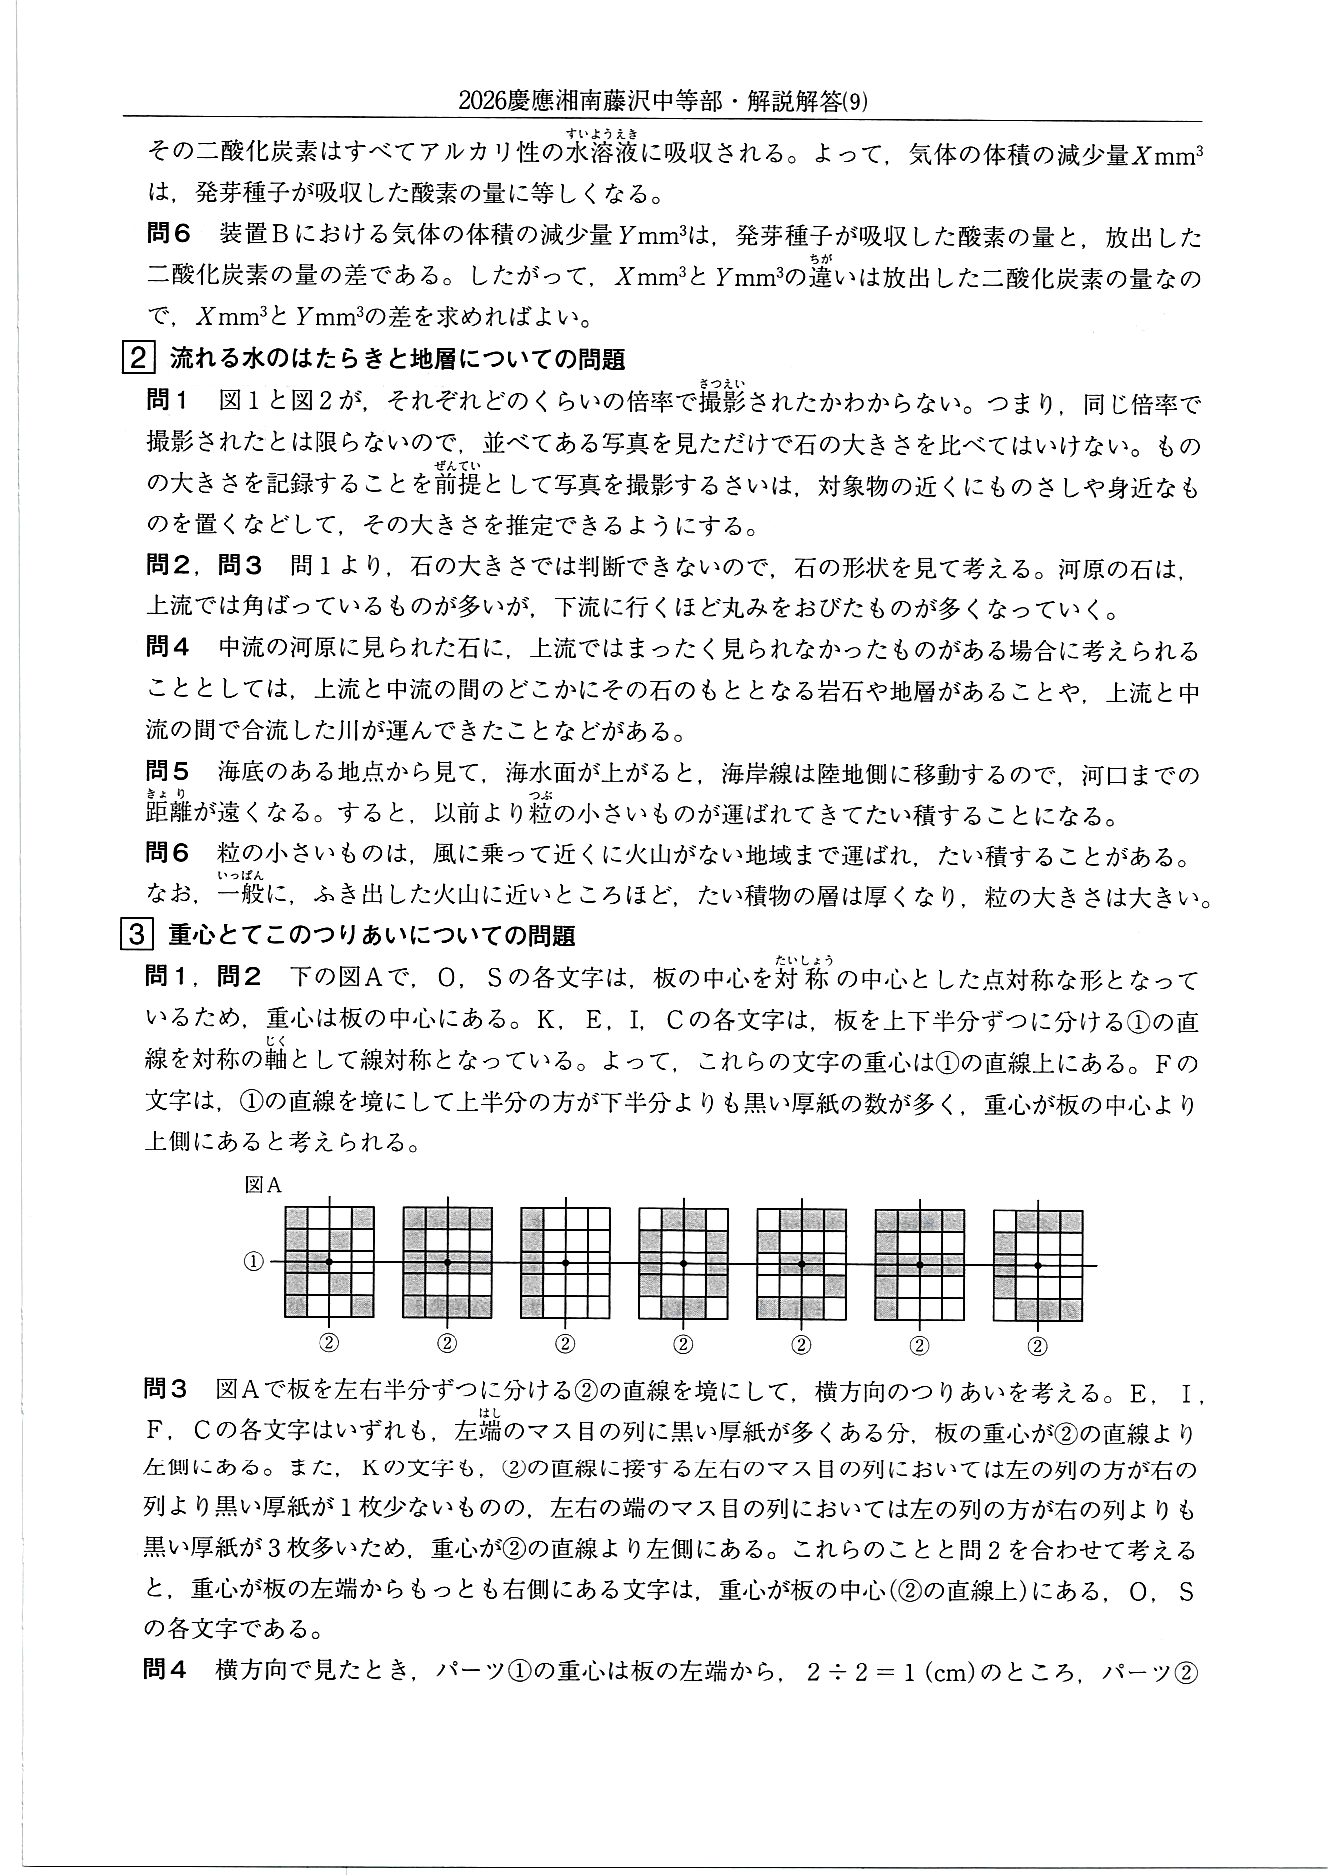 2026慶應湘南藤沢中等部・解説解答(9)
その二酸化炭素はすべてアルカリ性の水溶液に吸収される。よって，気体の体積の減少量Xmm³
は，発芽種子が吸収した酸素の量に等しくなる。
問6　装置Bにおける気体の体積の減少量Ymm³は，発芽種子が吸収した酸素の量と，放出した
二酸化炭素の量の差である。したがって，Xmm³とYmm³の違いは放出した二酸化炭素の量なの
で，Xmm³とYmm³の差を求めればよい。
2 流れる水のはたらきと地層についての問題
問1　図1と図2が，それぞれどのくらいの倍率で撮影されたかわからない。つまり，同じ倍率で
撮影されたとは限らないので，並べてある写真を見ただけで石の大きさを比べてはいけない。もの
の大きさを記録することを前提として写真を撮影するさいは，対象物の近くにものさしや身近なも
のを置くなどして，その大きさを推定できるようにする。
問2，問3　問1より，石の大きさでは判断できないので，石の形状を見て考える。河原の石は，
上流では角ばっているものが多いが，下流に行くほど丸みをおびたものが多くなっていく。
問4　中流の河原に見られた石に，上流ではまったく見られなかったものがある場合に考えられる
こととしては，上流と中流の間のどこかにその石のもととなる岩石や地層があることや，上流と中
流の間で合流した川が運んできたことなどがある。
問5　海底のある地点から見て，海水面が上がると，海岸線は陸地側に移動するので，河口までの
距離が遠くなる。すると，以前より粒の小さいものが運ばれてきてたい積することになる。
問6　粒の小さいものは，風に乗って近くに火山がない地域まで運ばれ，たい積することがある。
なお，一般に，ふき出した火山に近いところほど，たい積物の層は厚くなり，粒の大きさは大きい。
3 重心とてこのつりあいについての問題
問1，問2　下の図Aで，O，Sの各文字は，板の中心を対称の中心とした点対称な形となって
いるため，重心は板の中心にある。K，E，I，Cの各文字は，板を上下半分ずつに分ける①の直
線を対称の軸として線対称となっている。よって，これらの文字の重心は①の直線上にある。Fの
文字は，①の直線を境にして上半分の方が下半分よりも黒い厚紙の数が多く，重心が板の中心より
上側にあると考えられる。
図A
①
② ② ② ② ② ② ②
問3　図Aで板を左右半分ずつに分ける②の直線を境にして，横方向のつりあいを考える。E，I，
F，Cの各文字はいずれも，左端のマス目の列に黒い厚紙が多くある分，板の重心が②の直線より
左側にある。また，Kの文字も，②の直線に接する左右のマス目の列においては左の列の方が右の
列より黒い厚紙が1枚少ないものの，左右の端のマス目の列においては左の列の方が右の列よりも
黒い厚紙が3枚多いため，重心が②の直線より左側にある。これらのことと問2を合わせて考える
と，重心が板の左端からもっとも右側にある文字は，重心が板の中心(②の直線上)にある，O，S
の各文字である。
問4　横方向で見たとき，パーツ①の重心は板の左端から，2÷2＝1(cm)のところ，パーツ②